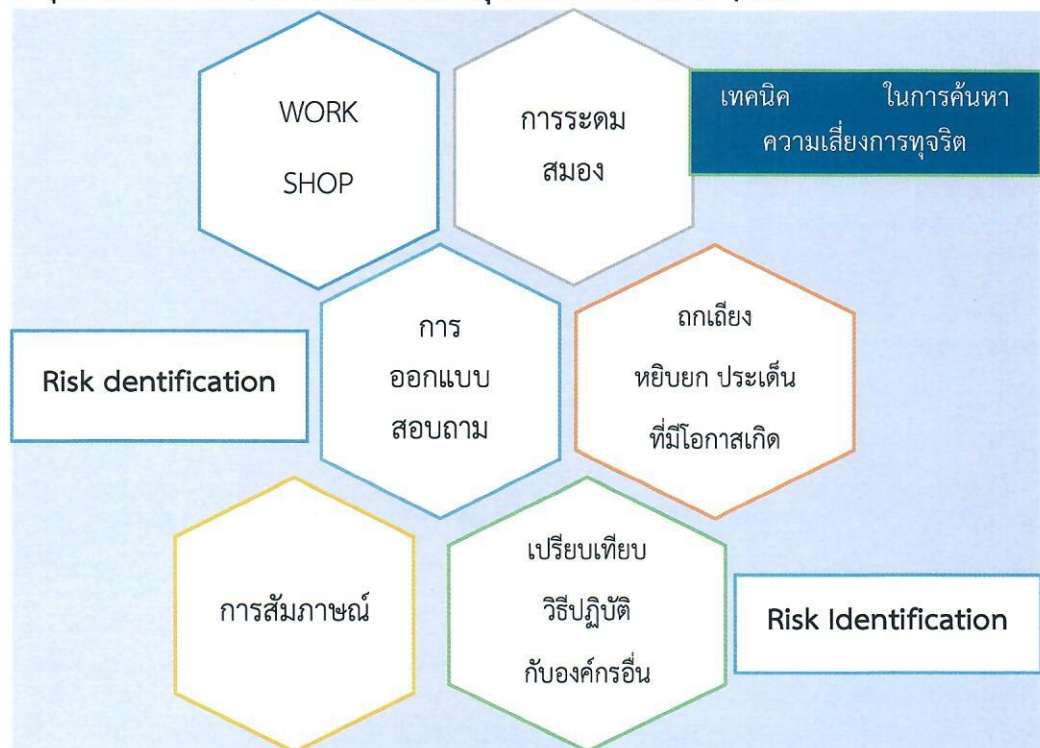 WORK
SHOP
การระดม
สมอง
เทคนิค ในการค้นหา
ความเสี่ยงการทุจริต
Risk dentification
การ
ออกแบบ
สอบถาม
ถกเถียง
หยิบยก ประเด็น
ที่มีโอกาสเกิด
การสัมภาษณ์
เปรียบเทียบ
วิธีปฏิบัติ
กับองค์กรอื่น
Risk Identification